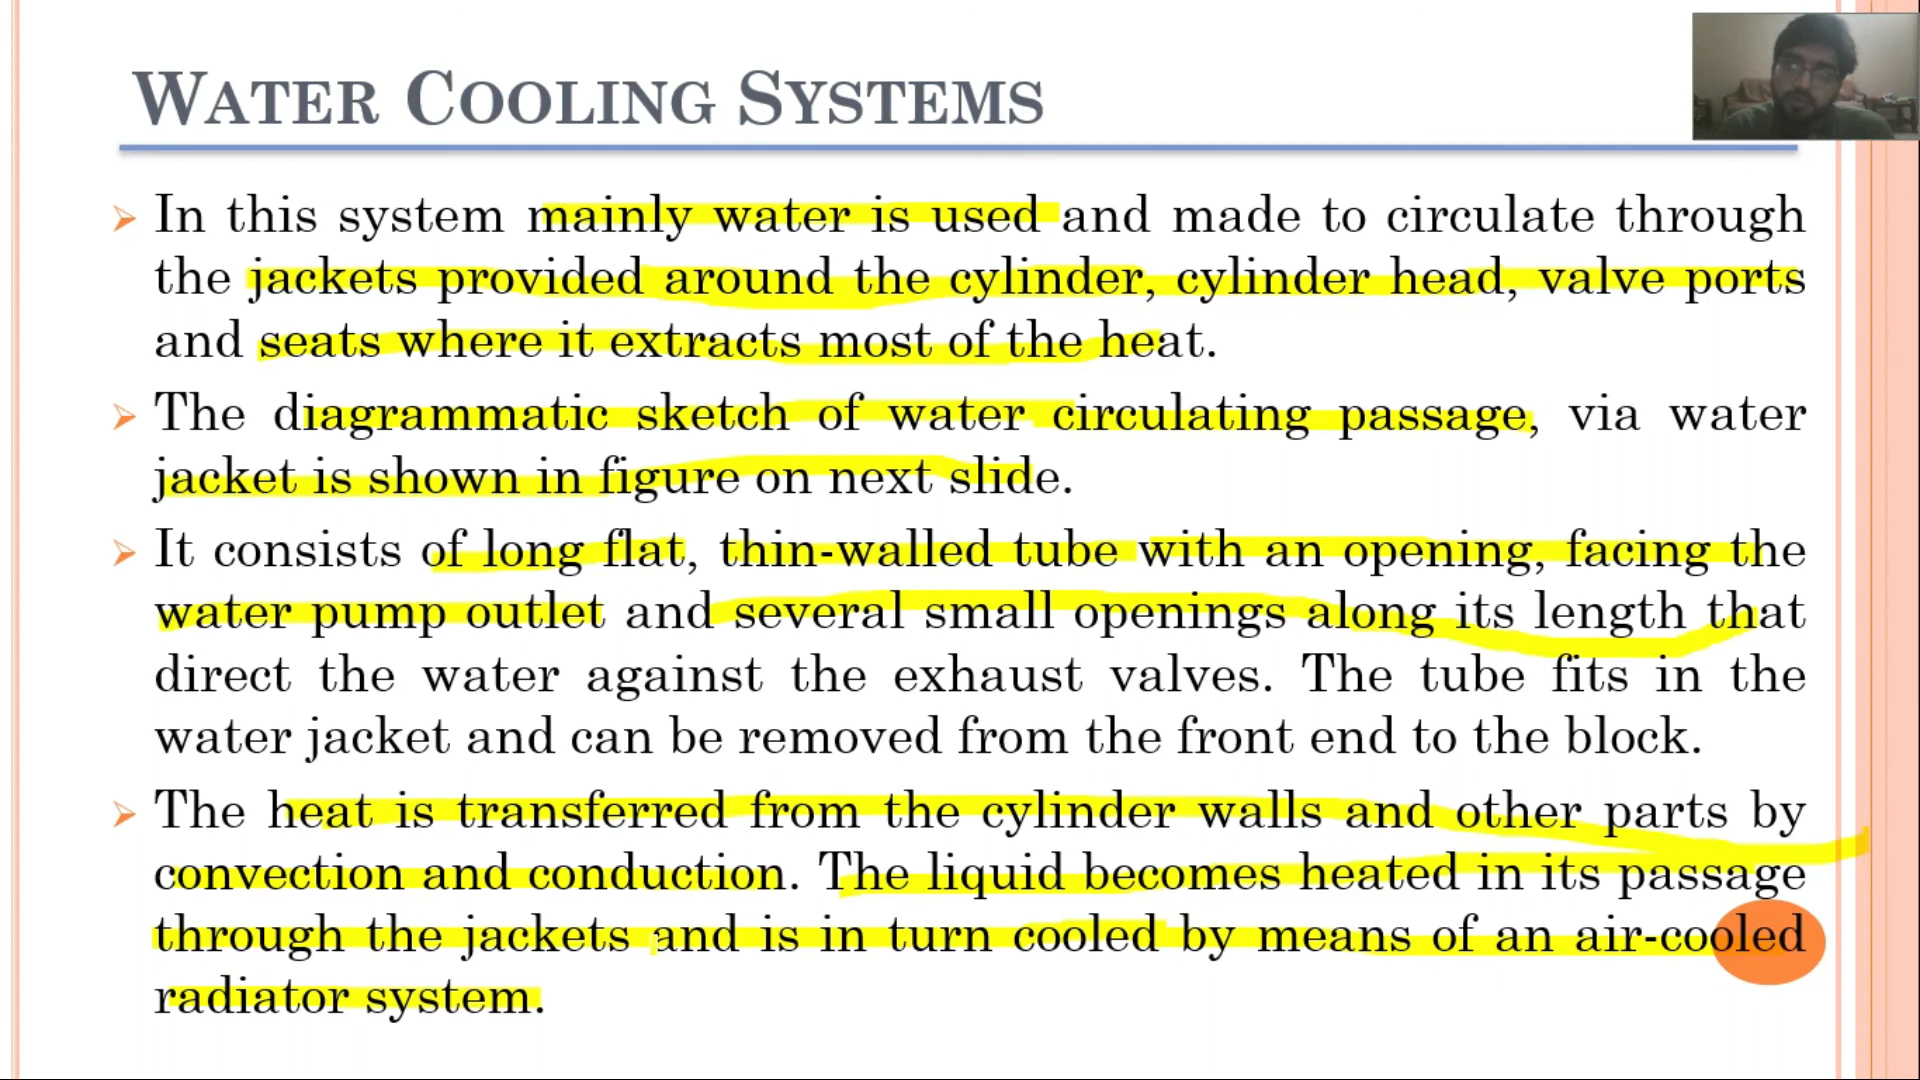 WATER COOLING SYSTEMS
In this system mainly water is used and made to circulate through
the jackets provided around the cylinder, cylinder head, valve ports
and seats where it extracts most of the heat.
The diagrammatic sketch of water circulating passage, via water
jacket is shown in figure on next slide.
It consists of long flat, thin-walled tube with an opening, facing the
water pump outlet and several small openings along its length that
direct the water against the exhaust valves. The tube fits in the
water jacket and can be removed from the front end to the block.
The heat is transferred from the cylinder walls and other parts by
convection and conduction. The liquid becomes heated in its passage
through the jackets and is in turn cooled by means of an air-cooled
radiator system.